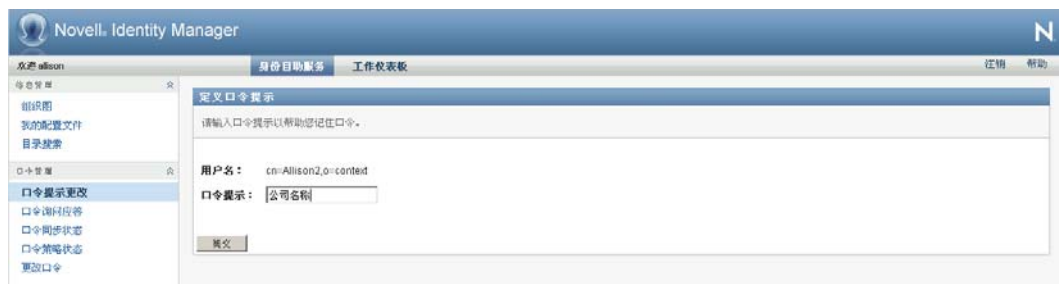 Novell® Identity Manager
N
欢迎 alison
身份自助服务 工作仪表板
注销 帮助
信息管理
组织图
我的配置文件
目录搜索
口令管理
口令提示更改
口令询问应答
口令同步状态
口令策略状态
更改口令
定义口令提示
请输入口令提示以帮助您记住口令。
用户名： cn=Allison2,o=context
口令提示： 公司名称
提交